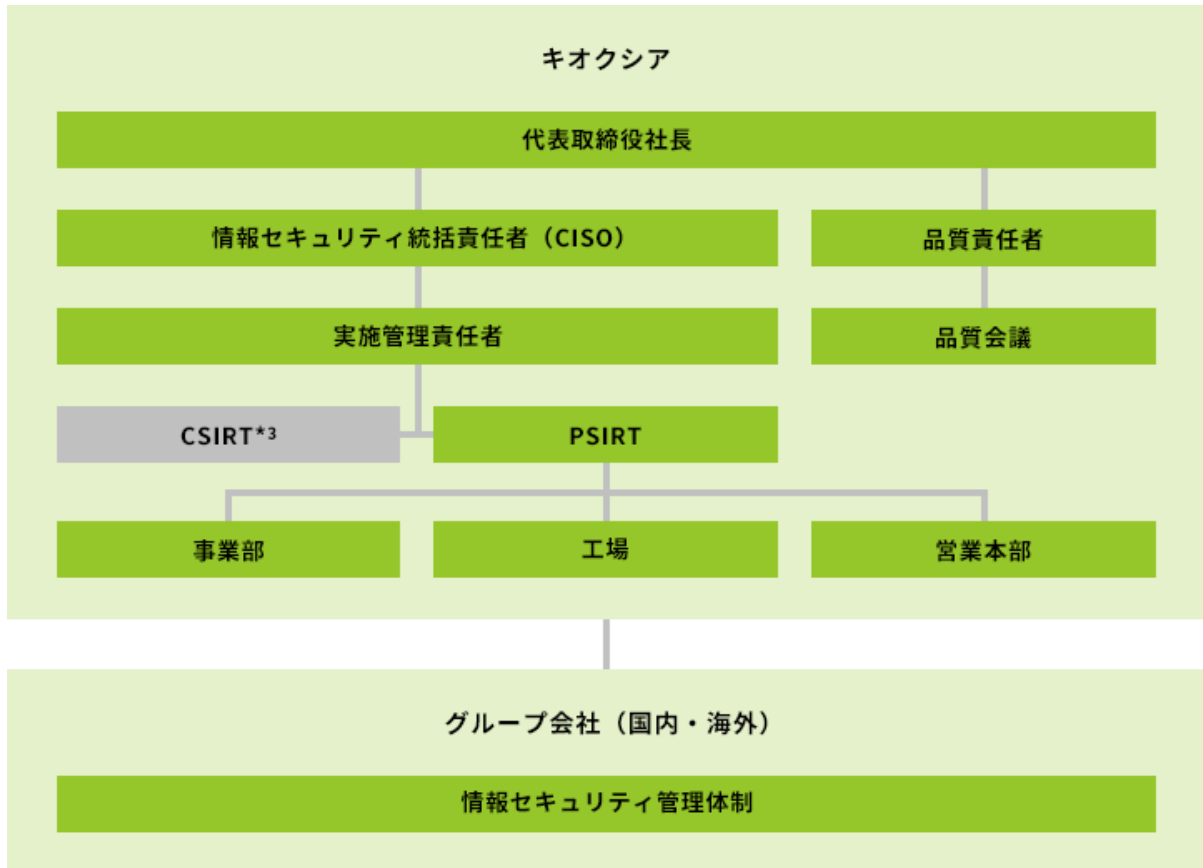 キオクシア
代表取締役社長
情報セキュリティ統括責任者（CISO）
品質責任者
実施管理責任者
品質会議
CSIRT*3
PSIRT
事業部
工場
営業本部
グループ会社（国内・海外）
情報セキュリティ管理体制